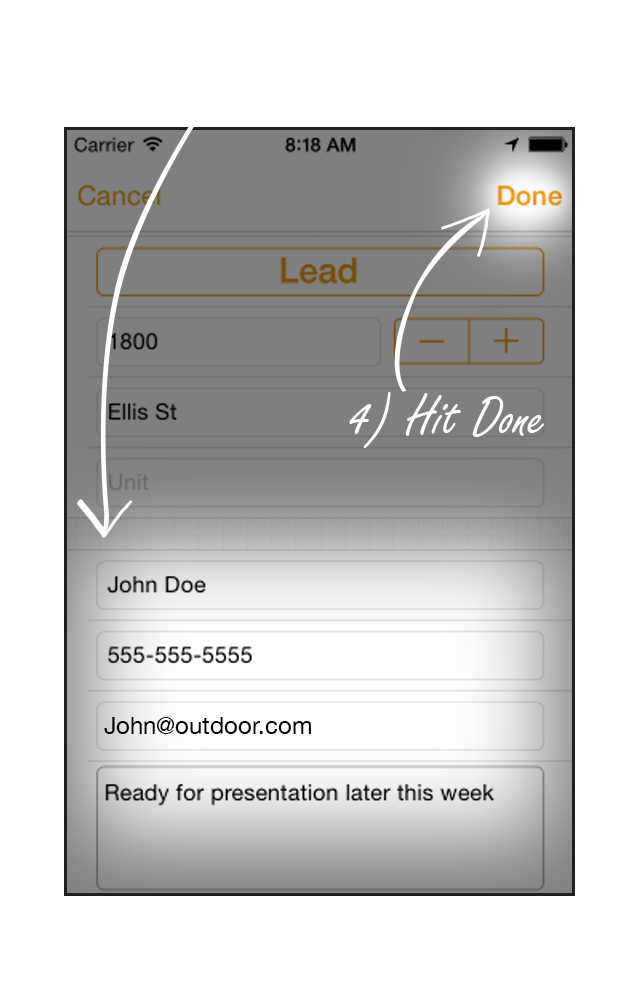 Carrier 8:18 AM
Cancel Done
Lead
1800 — +
Ellis St
4) Hit Done
Unit
John Doe
555-555-5555
John@outdoor.com
Ready for presentation later this week